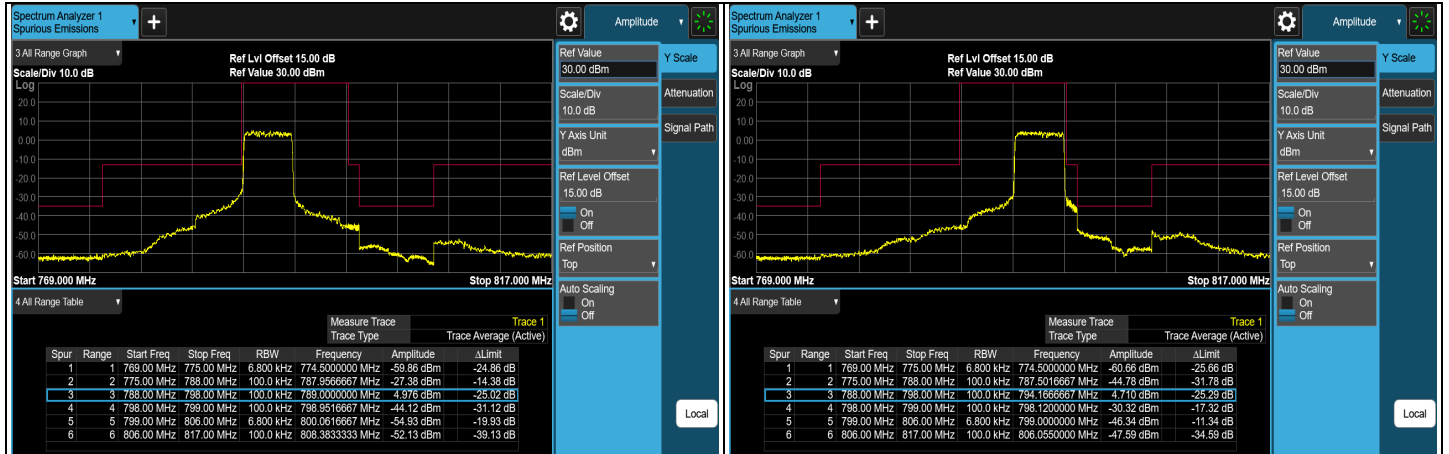 Spectrum Analyzer 1
Spurious Emissions
+
Amplitude
3 All Range Graph
Ref Lvl Offset 15.00 dB
Scale/Div 10.0 dB
Ref Value 30.00 dBm
Log
20.0
10.0
0.00
-10.0
-20.0
-30.0
-40.0
-50.0
-60.0
Start 769.000 MHz
Stop 817.000 MHz
Ref Value
30.00 dBm
Scale/Div
10.0 dB
Y Axis Unit
dBm
Ref Level Offset
15.00 dB
On
Off
Ref Position
Top
Auto Scaling
On
Off
Y Scale
Attenuation
Signal Path
Local
4 All Range Table
Measure Trace Trace 1
Trace Type Trace Average (Active)
Spur Range Start Freq Stop Freq RBW Frequency Amplitude ΔLimit
1 1 769.00 MHz 775.00 MHz 6.800 kHz 774.5000000 MHz -59.86 dBm -24.86 dB
2 2 775.00 MHz 788.00 MHz 100.0 kHz 787.9566667 MHz -27.38 dBm -14.38 dB
3 3 788.00 MHz 798.00 MHz 100.0 kHz 789.0000000 MHz 4.976 dBm -25.02 dB
4 4 798.00 MHz 799.00 MHz 100.0 kHz 798.9516667 MHz -44.12 dBm -31.12 dB
5 5 799.00 MHz 806.00 MHz 6.800 kHz 800.0616667 MHz -54.93 dBm -19.93 dB
6 6 806.00 MHz 817.00 MHz 100.0 kHz 808.3833333 MHz -52.13 dBm -39.13 dB
Spectrum Analyzer 1
Spurious Emissions
+
Amplitude
3 All Range Graph
Ref Lvl Offset 15.00 dB
Scale/Div 10.0 dB
Ref Value 30.00 dBm
Log
20.0
10.0
0.00
-10.0
-20.0
-30.0
-40.0
-50.0
-60.0
Start 769.000 MHz
Stop 817.000 MHz
Ref Value
30.00 dBm
Scale/Div
10.0 dB
Y Axis Unit
dBm
Ref Level Offset
15.00 dB
On
Off
Ref Position
Top
Auto Scaling
On
Off
Y Scale
Attenuation
Signal Path
Local
4 All Range Table
Measure Trace Trace 1
Trace Type Trace Average (Active)
Spur Range Start Freq Stop Freq RBW Frequency Amplitude ΔLimit
1 1 769.00 MHz 775.00 MHz 6.800 kHz 774.5000000 MHz -60.66 dBm -25.66 dB
2 2 775.00 MHz 788.00 MHz 100.0 kHz 787.5016667 MHz -44.78 dBm -31.78 dB
3 3 788.00 MHz 798.00 MHz 100.0 kHz 794.1666667 MHz 4.710 dBm -25.29 dB
4 4 798.00 MHz 799.00 MHz 100.0 kHz 798.1200000 MHz -30.32 dBm -17.32 dB
5 5 799.00 MHz 806.00 MHz 6.800 kHz 799.0000000 MHz -46.34 dBm -11.34 dB
6 6 806.00 MHz 817.00 MHz 100.0 kHz 806.0550000 MHz -47.59 dBm -34.59 dB